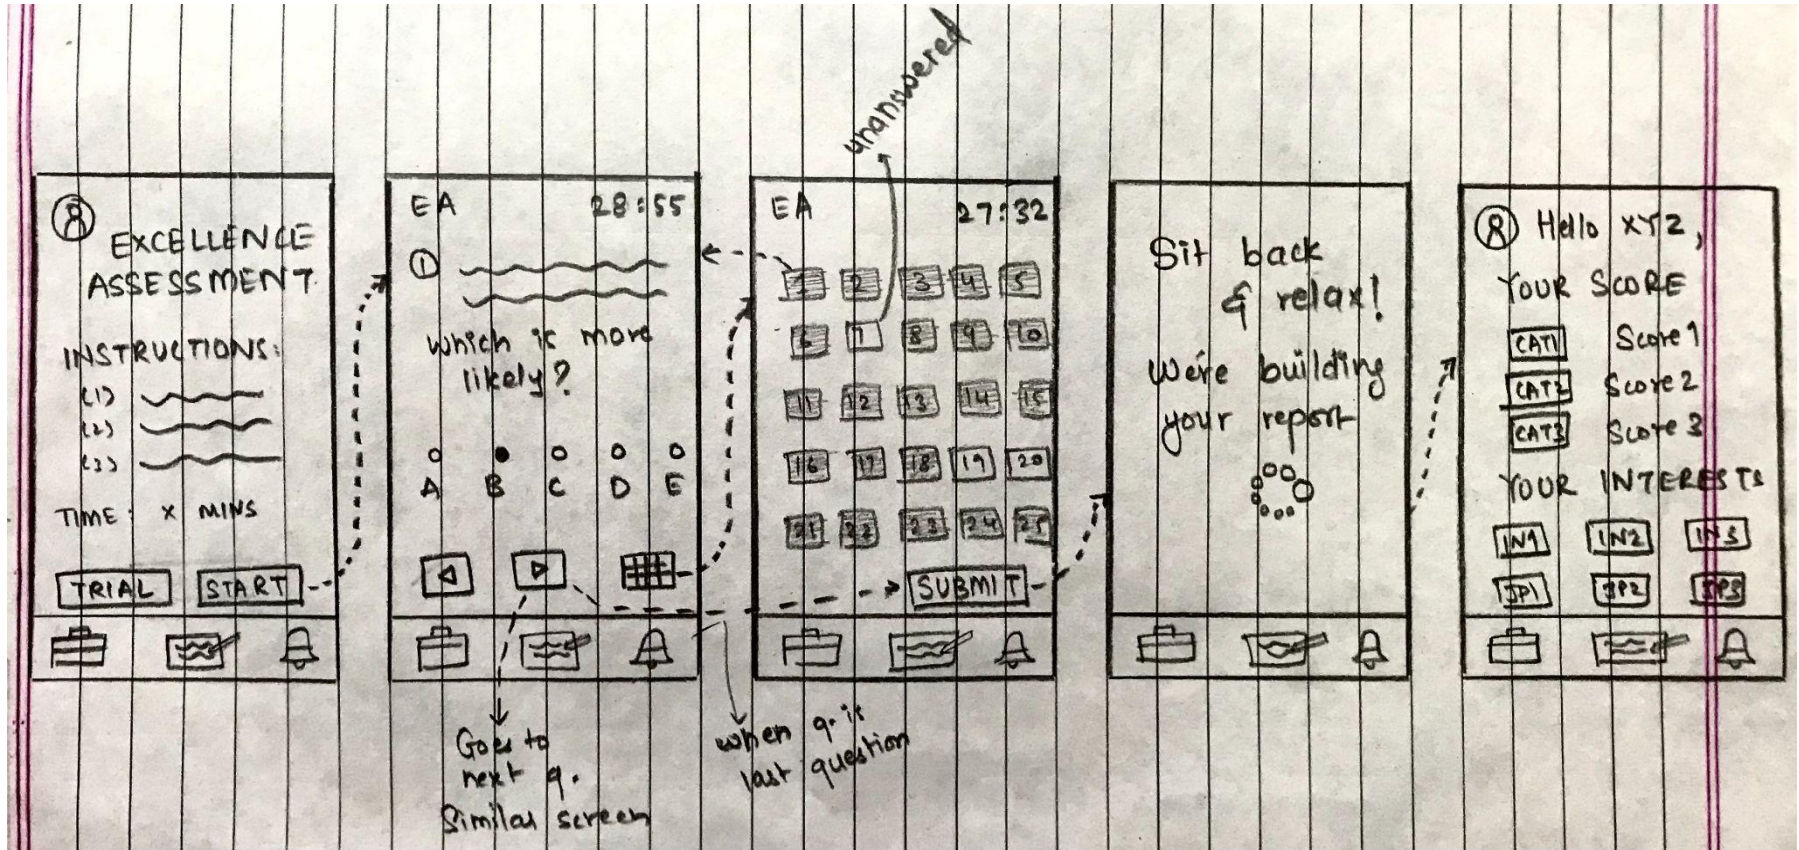 unanswered
EXCELLENCE
ASSESSMENT
INSTRUCTIONS:
(1)
(2)
(3)
TIME: X MINS
TRIAL START
EA 28:55
1
which is more
likely?
A B C D E
Goes to
next q.
Similar screen
when q. is
last question
EA 27:32
1 2 3 4 5
6 7 8 9 10
11 12 13 14 15
16 17 18 19 20
21 22 23 24 25
SUBMIT
Sit back
& relax!
We're building
your report
Hello XYZ,
YOUR SCORE
CAT1 Score 1
CAT2 Score 2
CAT3 Score 3
YOUR INTERESTS
IN1 IN2 IN3
JP1 JP2 JP3